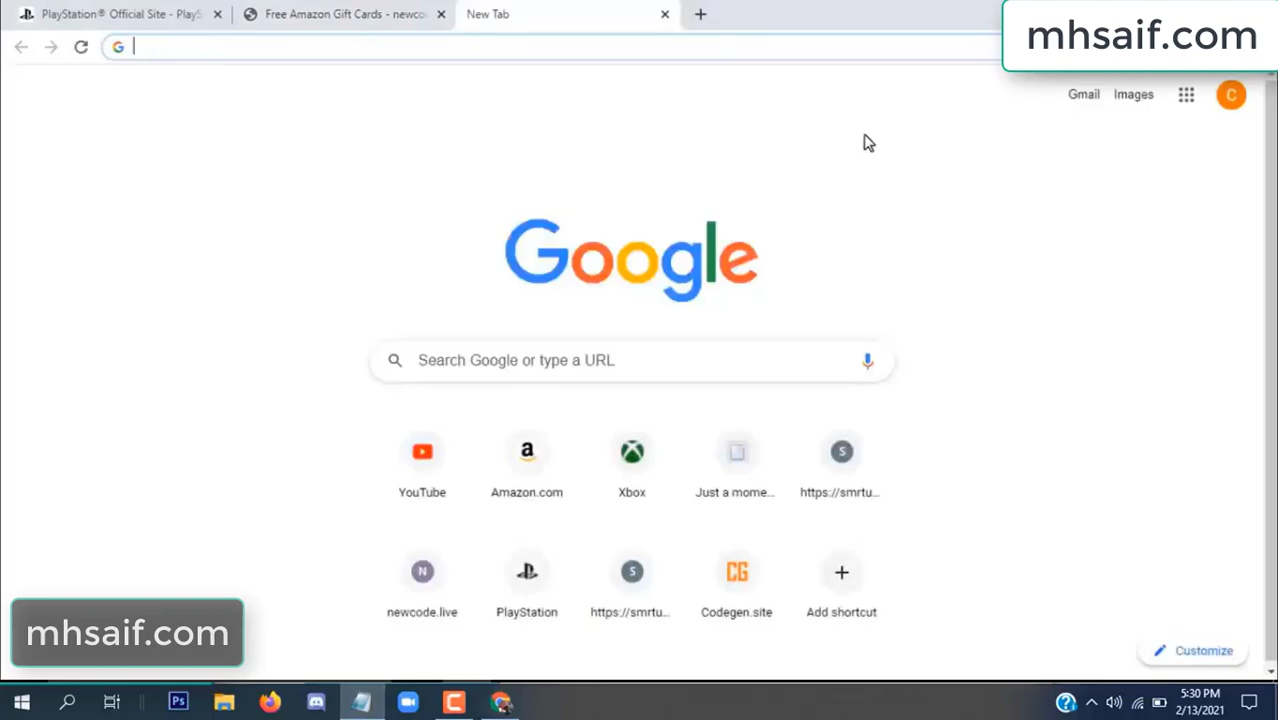 PlayStation® Official Site - PlayS
Free Amazon Gift Cards - newco
New Tab
mhsaif.com
Gmail
Images
C
Google
Search Google or type a URL
YouTube
Amazon.com
Xbox
Just a mome...
S
https://smrtu...
N
newcode.live
PlayStation
S
https://smrtu...
CG
Codegen.site
Add shortcut
mhsaif.com
Customize
Ps
5:30 PM
2/13/2021